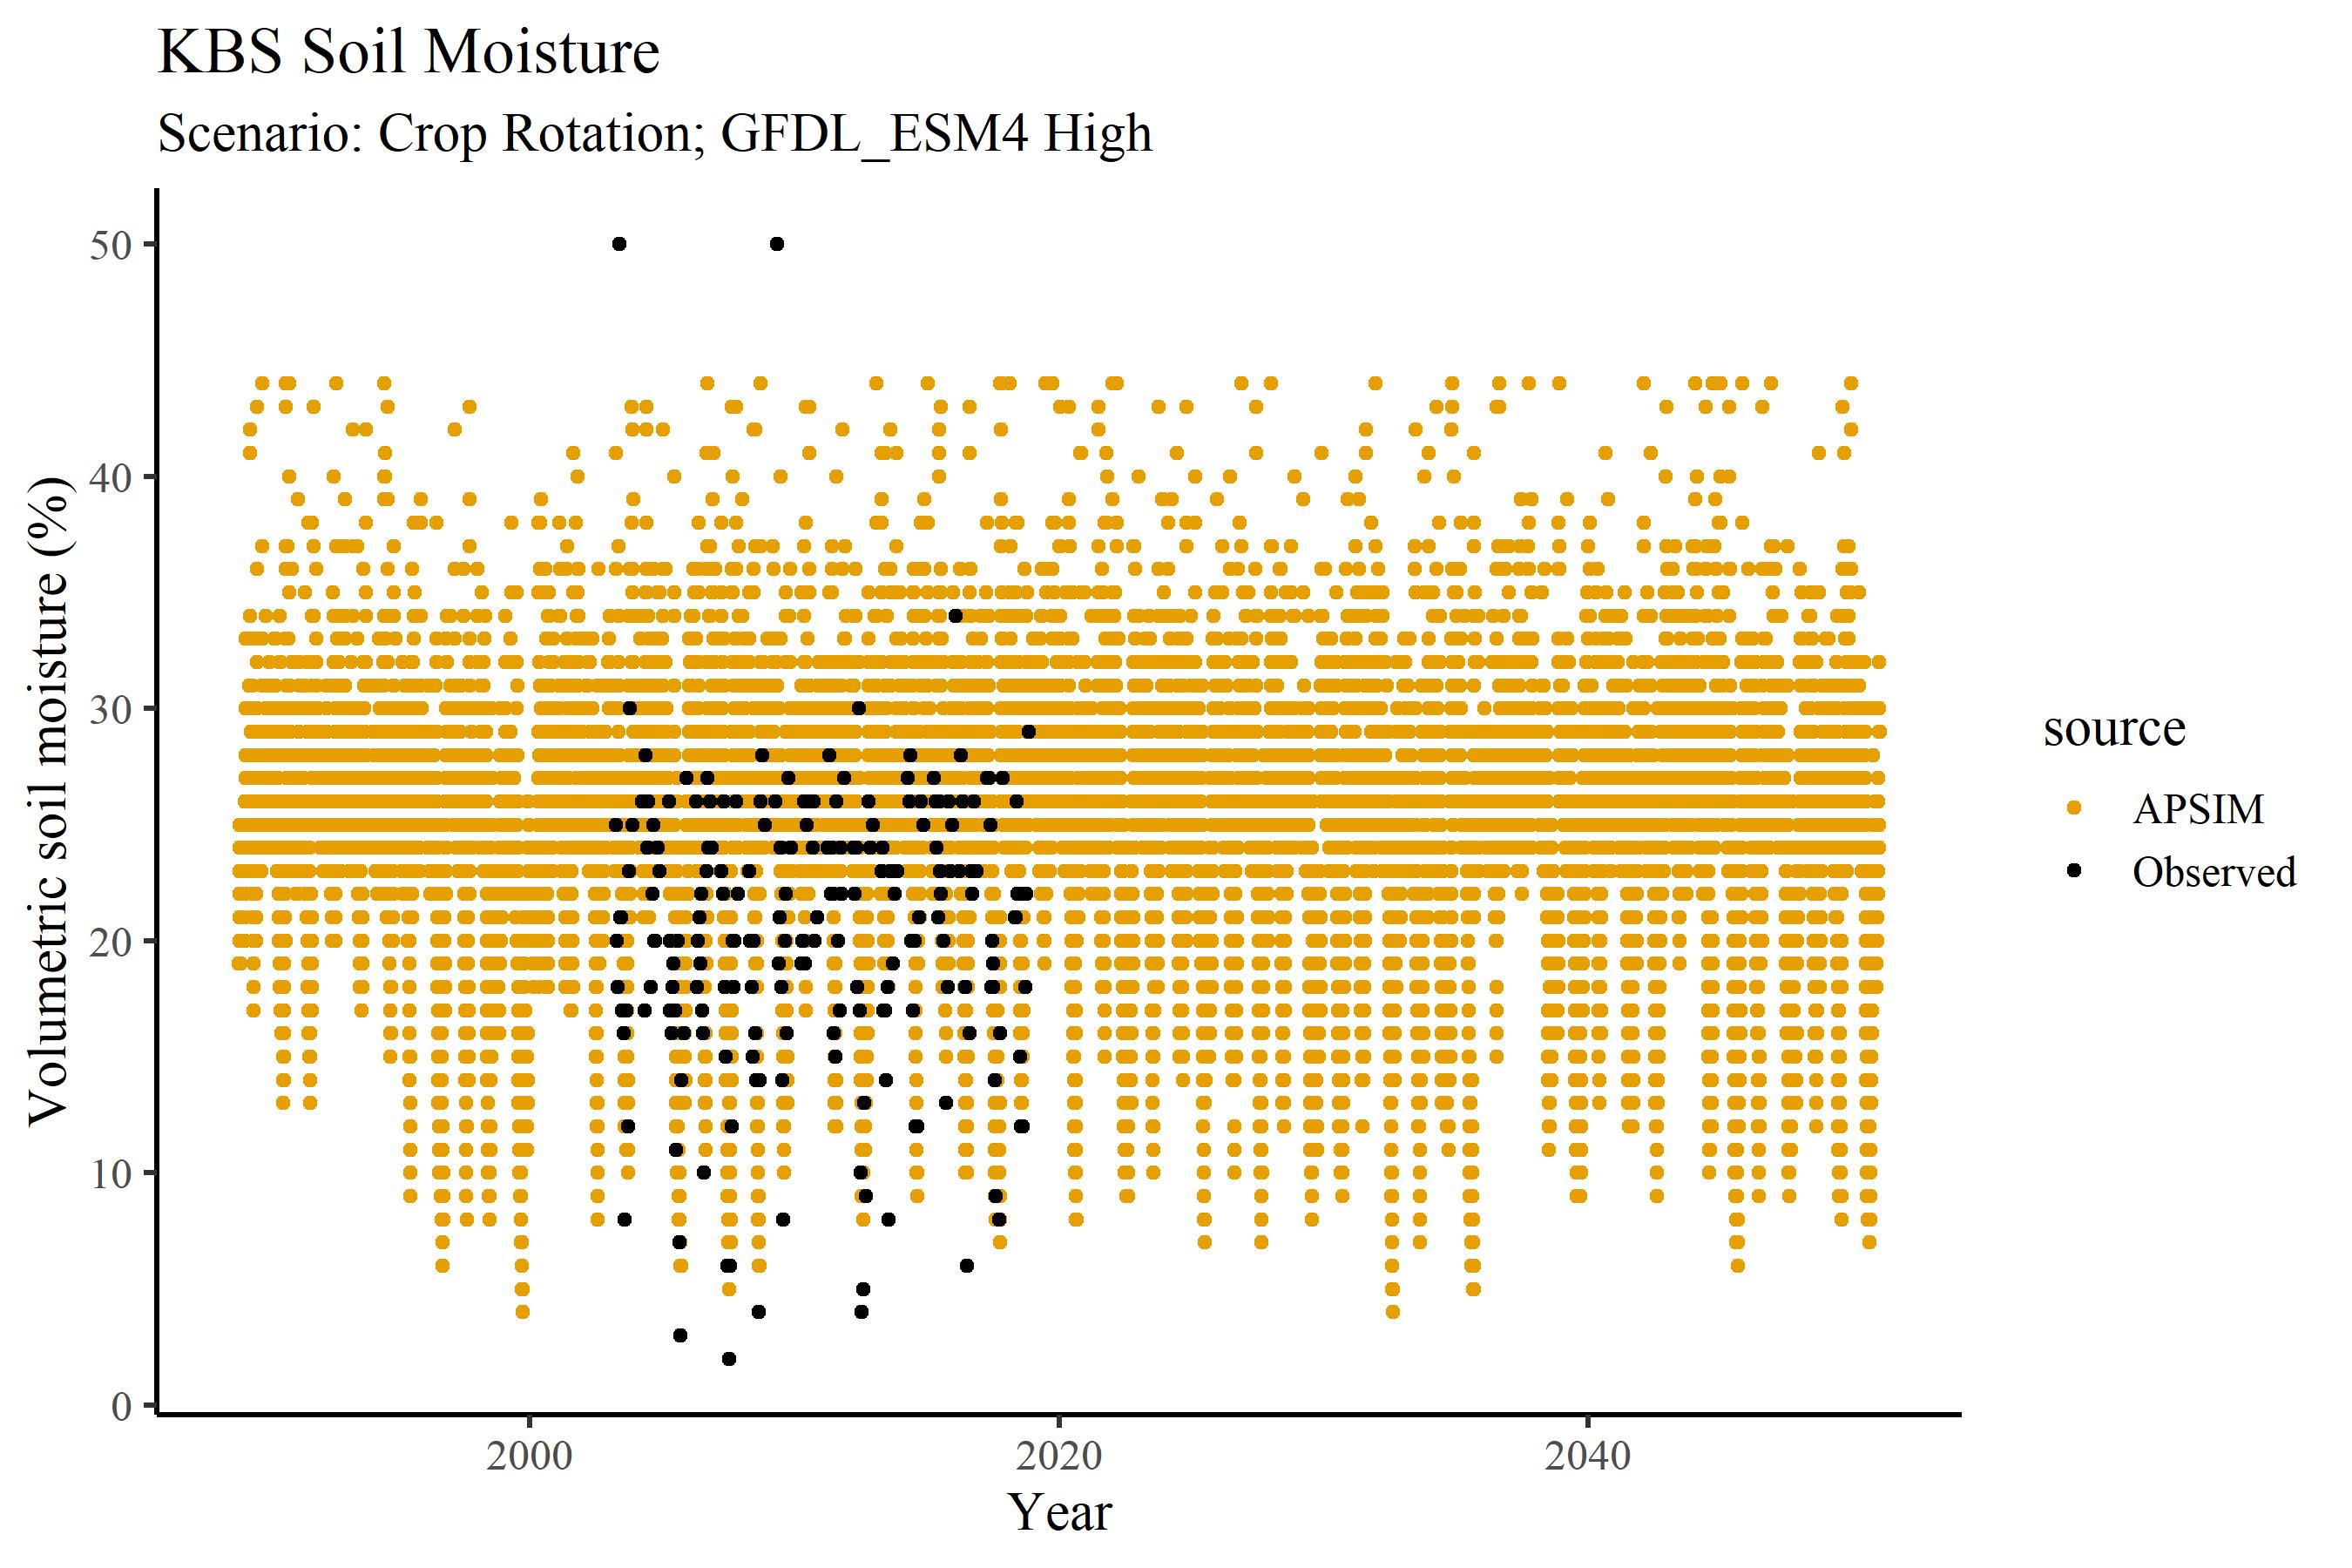 KBS Soil Moisture
Scenario: Crop Rotation; GFDL_ESM4 High
Volumetric soil moisture (%)
50
40
30
20
10
0
2000
2020
2040
Year
source
APSIM
Observed